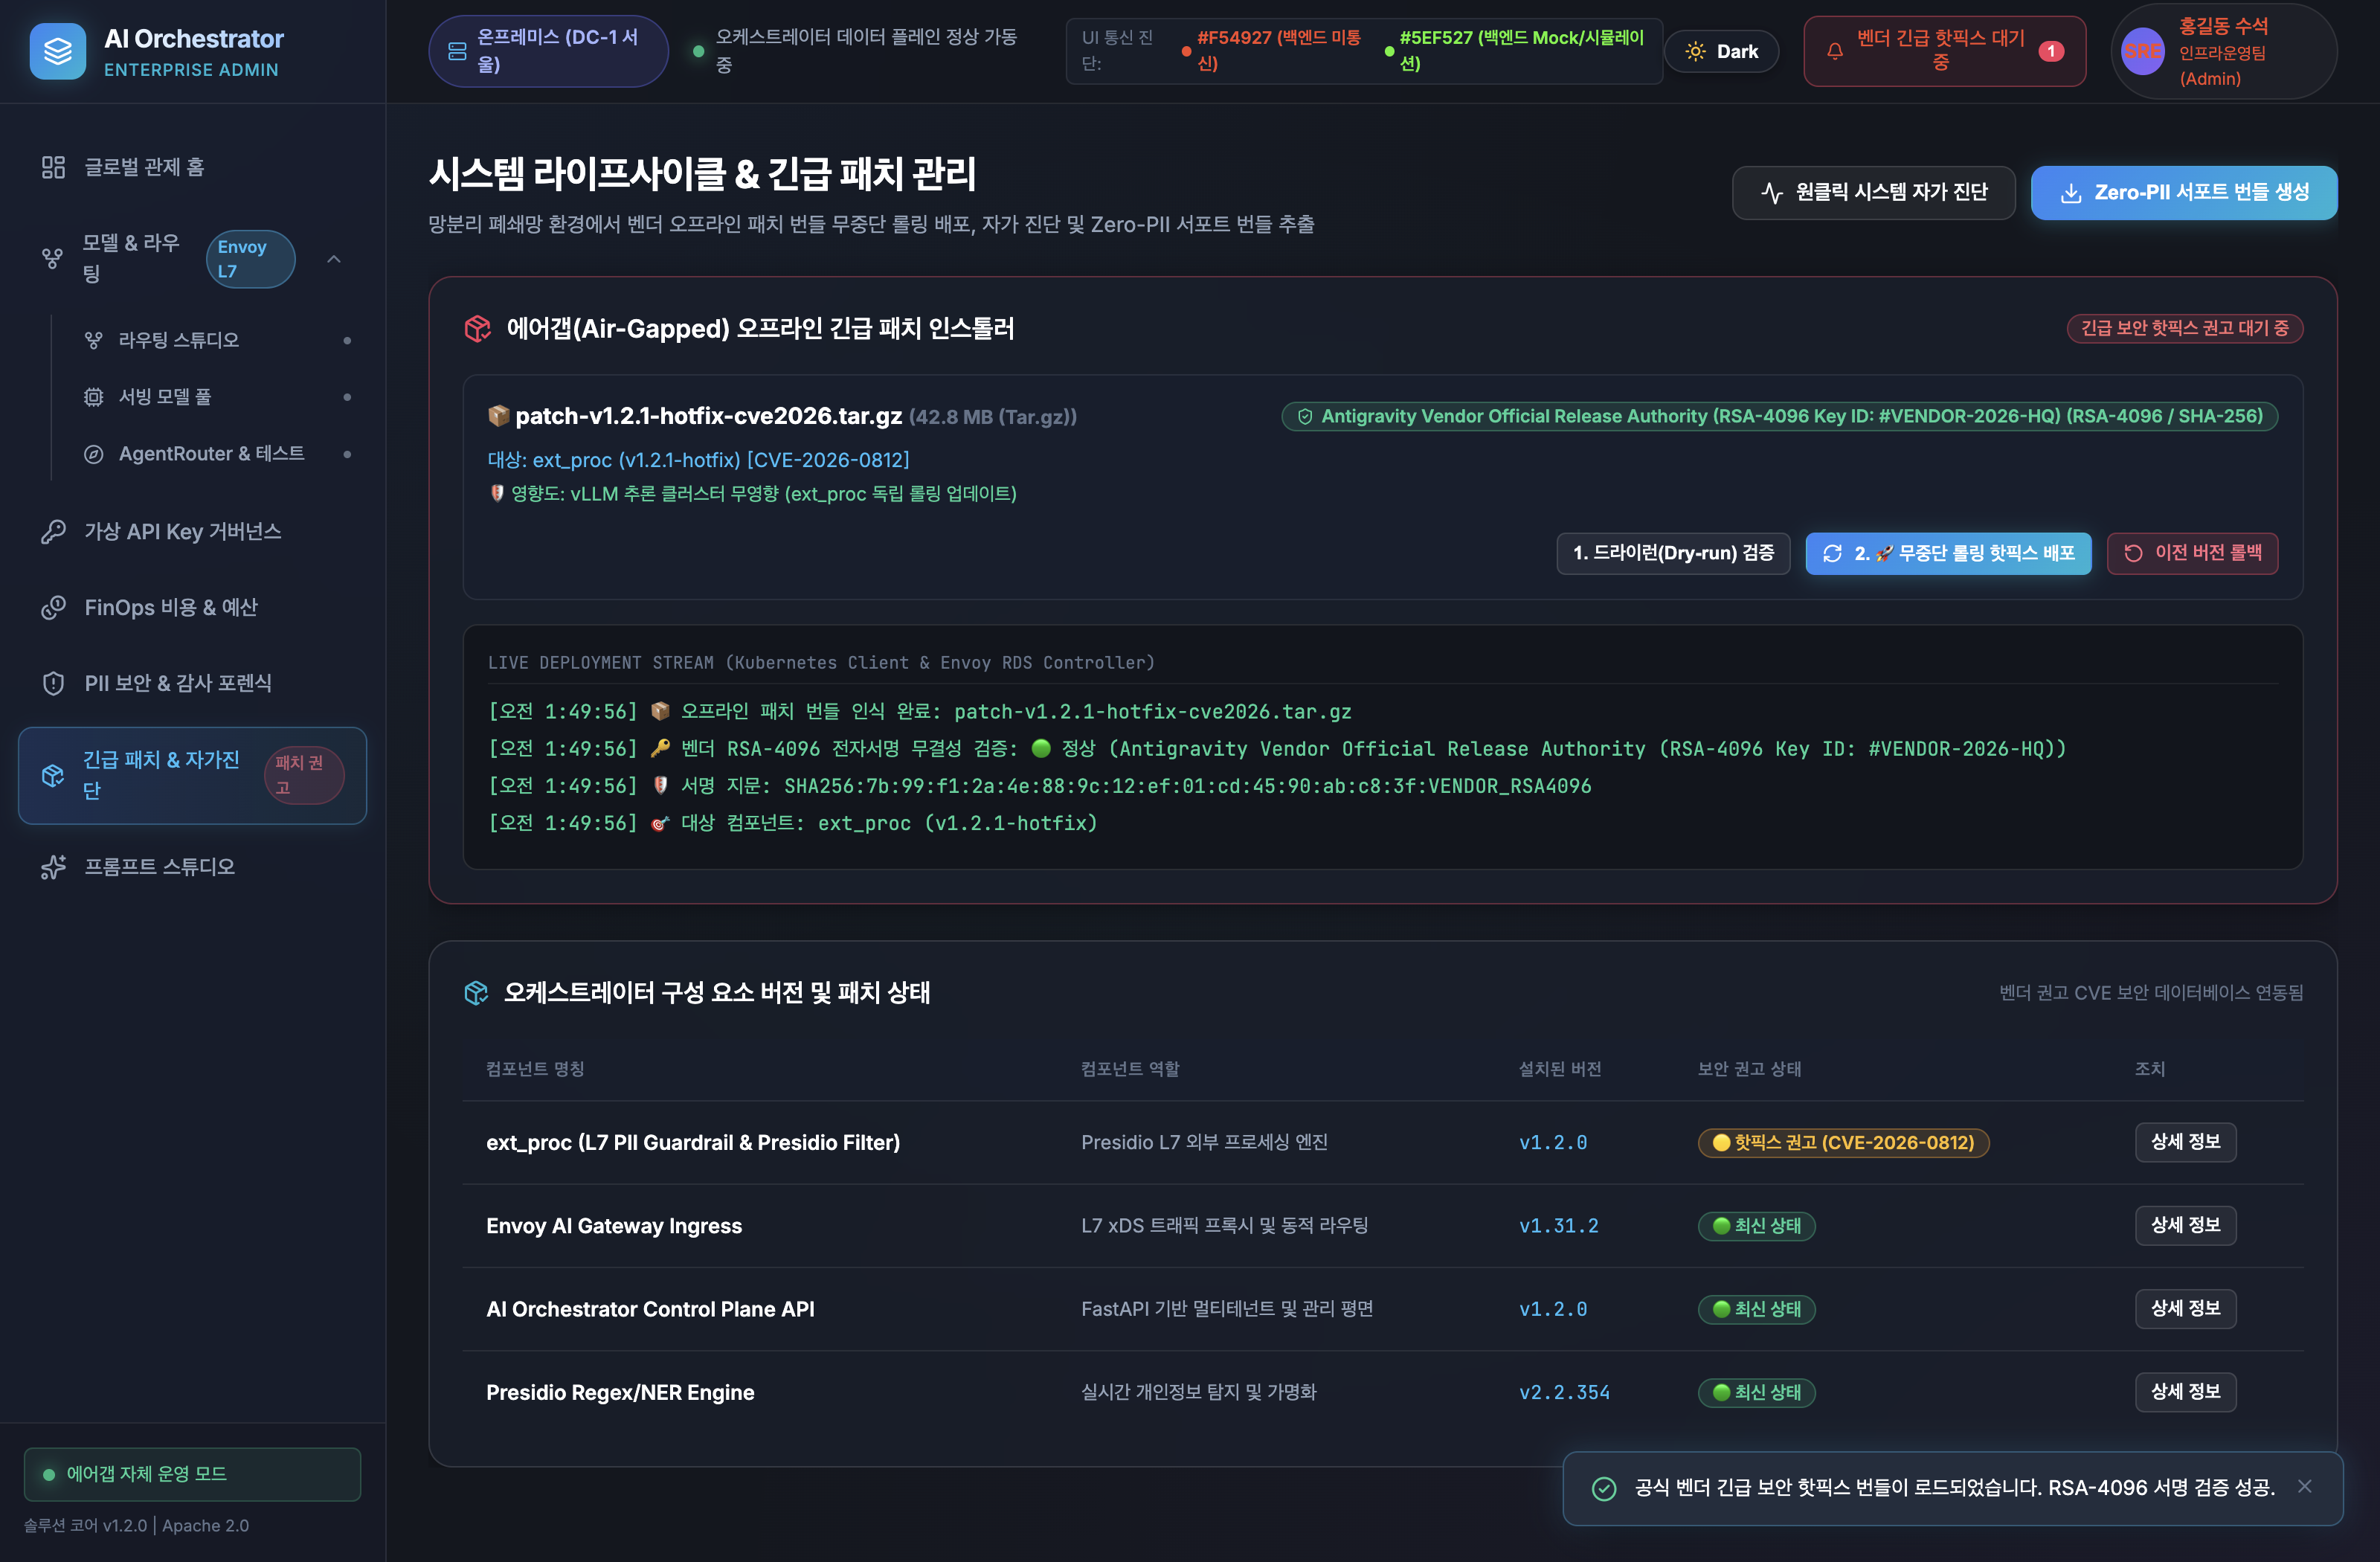 AI Orchestrator
ENTERPRISE ADMIN
글로벌 관제 홈
모델 & 라우
팅
Envoy
L7
라우팅 스튜디오
서빙 모델 풀
AgentRouter & 테스트
가상 API Key 거버넌스
FinOps 비용 & 예산
PII 보안 & 감사 포렌식
긴급 패치 & 자가진
단
패치 권
고
프롬프트 스튜디오
에어갭 자체 운영 모드
솔루션 코어 v1.2.0 | Apache 2.0
온프레미스 (DC-1 서
울)
오케스트레이터 데이터 플레인 정상 가동
중
UI 통신 진
단:
#F54927 (백엔드 미통
신)
#5EF527 (백엔드 Mock/시뮬레이
션)
Dark
벤더 긴급 핫픽스 대기
중
1
SRE
홍길동 수석
인프라운영팀
(Admin)
시스템 라이프사이클 & 긴급 패치 관리
망분리 폐쇄망 환경에서 벤더 오프라인 패치 번들 무중단 롤링 배포, 자가 진단 및 Zero-PII 서포트 번들 추출
원클릭 시스템 자가 진단
Zero-PII 서포트 번들 생성
에어갭(Air-Gapped) 오프라인 긴급 패치 인스톨러
긴급 보안 핫픽스 권고 대기 중
📦 patch-v1.2.1-hotfix-cve2026.tar.gz (42.8 MB (Tar.gz))
Antigravity Vendor Official Release Authority (RSA-4096 Key ID: #VENDOR-2026-HQ) (RSA-4096 / SHA-256)
대상: ext_proc (v1.2.1-hotfix) [CVE-2026-0812]
🛡️ 영향도: vLLM 추론 클러스터 무영향 (ext_proc 독립 롤링 업데이트)
1. 드라이런(Dry-run) 검증
2. 🚀 무중단 롤링 핫픽스 배포
이전 버전 롤백
LIVE DEPLOYMENT STREAM (Kubernetes Client & Envoy RDS Controller)
[오전 1:49:56] 📦 오프라인 패치 번들 인식 완료: patch-v1.2.1-hotfix-cve2026.tar.gz
[오전 1:49:56] 🔑 벤더 RSA-4096 전자서명 무결성 검증: 🟢 정상 (Antigravity Vendor Official Release Authority (RSA-4096 Key ID: #VENDOR-2026-HQ))
[오전 1:49:56] 🛡️ 서명 지문: SHA256:7b:99:f1:2a:4e:88:9c:12:ef:01:cd:45:90:ab:c8:3f:VENDOR_RSA4096
[오전 1:49:56] 🎯 대상 컴포넌트: ext_proc (v1.2.1-hotfix)
오케스트레이터 구성 요소 버전 및 패치 상태
벤더 권고 CVE 보안 데이터베이스 연동됨
컴포넌트 명칭 컴포넌트 역할 설치된 버전 보안 권고 상태 조치
ext_proc (L7 PII Guardrail & Presidio Filter) Presidio L7 외부 프로세싱 엔진 v1.2.0 🟡 핫픽스 권고 (CVE-2026-0812) 상세 정보
Envoy AI Gateway Ingress L7 xDS 트래픽 프록시 및 동적 라우팅 v1.31.2 🟢 최신 상태 상세 정보
AI Orchestrator Control Plane API FastAPI 기반 멀티테넌트 및 관리 평면 v1.2.0 🟢 최신 상태 상세 정보
Presidio Regex/NER Engine 실시간 개인정보 탐지 및 가명화 v2.2.354 🟢 최신 상태 상세 정보
공식 벤더 긴급 보안 핫픽스 번들이 로드되었습니다. RSA-4096 서명 검증 성공.